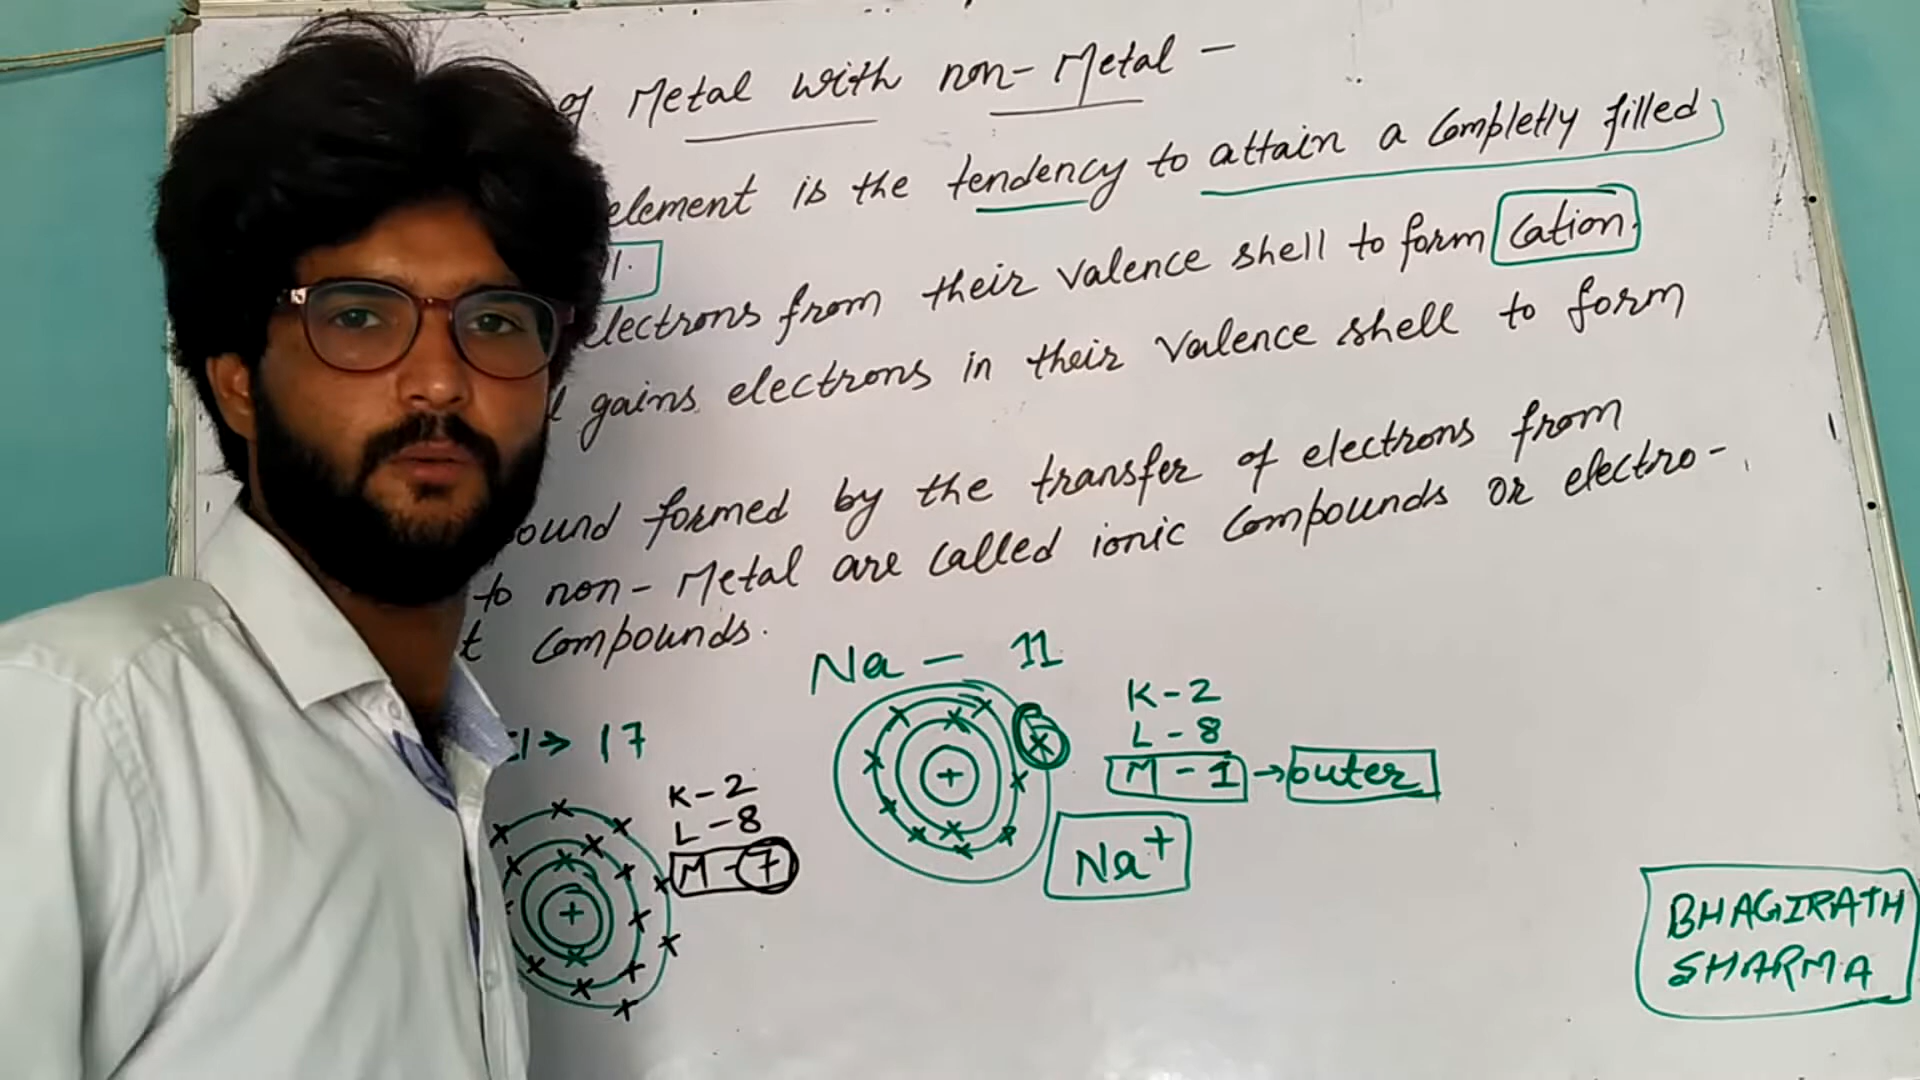 of Metal with non-Metal -
element is the tendency to attain a Completly filled
electrons from their valence shell to form Cation.
gains electrons in their valence shell to form
ound formed by the transfer of electrons from
to non-Metal are called ionic Compounds or electro-
t Compounds.
Na - 11
K-2
L-8
M-1 → outer
Na+
+
17
K-2
L-8
M-7
+
BHAGIRATH
SHARMA